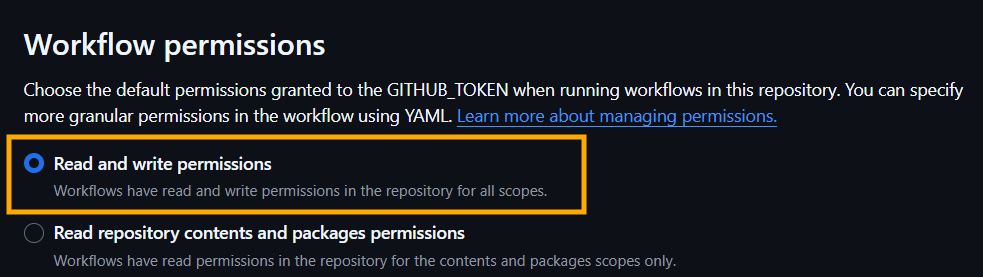 Workflow permissions
Choose the default permissions granted to the GITHUB_TOKEN when running workflows in this repository. You can specify
more granular permissions in the workflow using YAML. Learn more about managing permissions.
Read and write permissions
Workflows have read and write permissions in the repository for all scopes.
Read repository contents and packages permissions
Workflows have read permissions in the repository for the contents and packages scopes only.